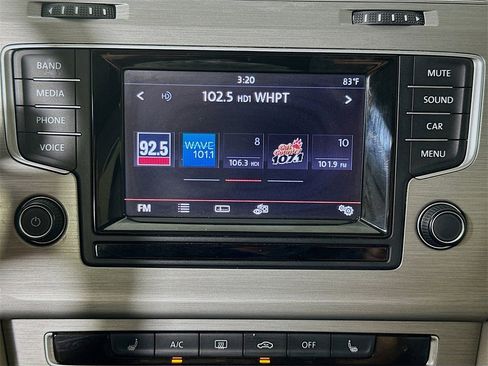 BAND
MEDIA
PHONE
VOICE
3:20
83°F
102.5 HD1 WHPT
92.5
WAVE
101.1
8
106.3 HD1
107.1
10
101.9 FM
FM
MUTE
SOUND
CAR
MENU
A/C
OFF